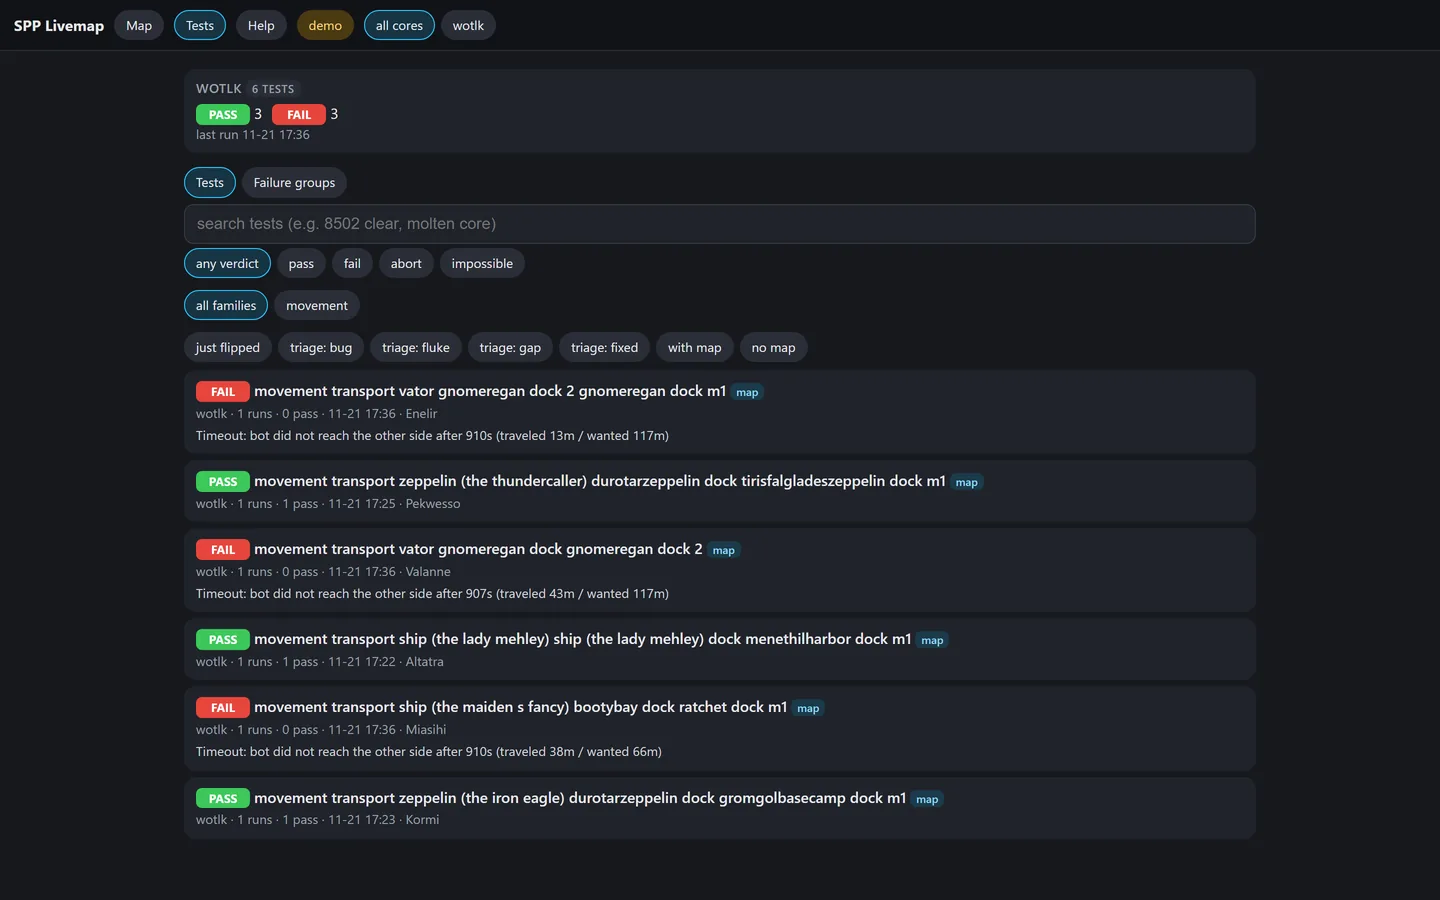 SPP Livemap Map Tests Help demo all cores wotlk
WOTLK 6 TESTS
PASS 3 FAIL 3
last run 11-21 17:36
Tests Failure groups
search tests (e.g. 8502 clear, molten core)
any verdict pass fail abort impossible
all families movement
just flipped triage: bug triage: fluke triage: gap triage: fixed with map no map
FAIL movement transport vator gnomeregan dock 2 gnomeregan dock m1 map
wotlk · 1 runs · 0 pass · 11-21 17:36 · Enelir
Timeout: bot did not reach the other side after 910s (traveled 13m / wanted 117m)
PASS movement transport zeppelin (the thundercaller) durotarzeppelin dock tirisfalgladeszeppelin dock m1 map
wotlk · 1 runs · 1 pass · 11-21 17:25 · Pekwesso
FAIL movement transport vator gnomeregan dock gnomeregan dock 2 map
wotlk · 1 runs · 0 pass · 11-21 17:36 · Valanne
Timeout: bot did not reach the other side after 907s (traveled 43m / wanted 117m)
PASS movement transport ship (the lady mehley) ship (the lady mehley) dock menethilharbor dock m1 map
wotlk · 1 runs · 1 pass · 11-21 17:22 · Altatra
FAIL movement transport ship (the maiden s fancy) bootybay dock ratchet dock m1 map
wotlk · 1 runs · 0 pass · 11-21 17:36 · Miasihi
Timeout: bot did not reach the other side after 910s (traveled 38m / wanted 66m)
PASS movement transport zeppelin (the iron eagle) durotarzeppelin dock gromgolbasecamp dock m1 map
wotlk · 1 runs · 1 pass · 11-21 17:23 · Kormi